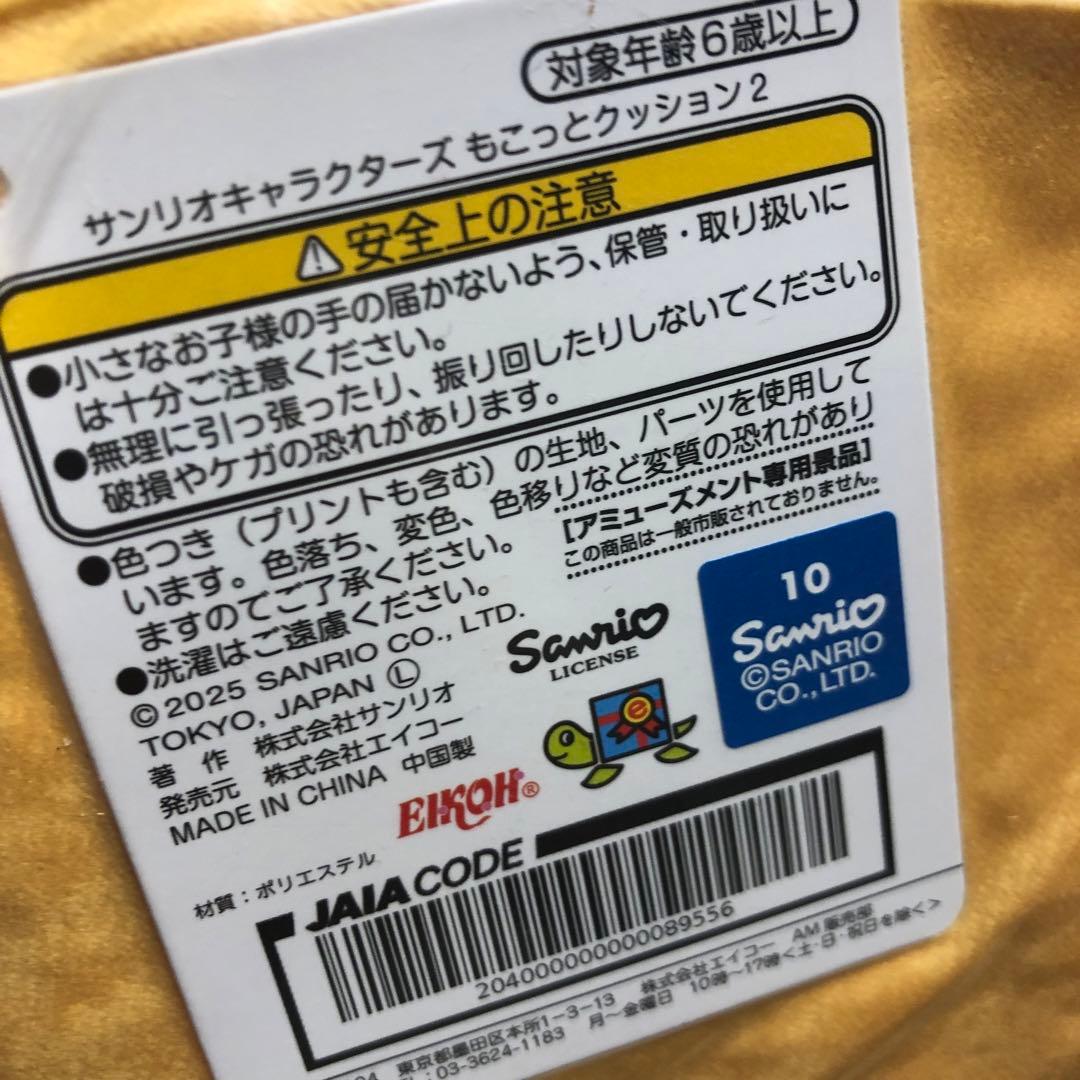 対象年齢6歳以上
サンリオキャラクターズ もこっとクッション2
安全上の注意
●小さなお子様の手の届かないよう、保管・取り扱いに
は十分ご注意ください。
●無理に引っ張ったり、振り回したりしないでください。
破損やケガの恐れがあります。
●色つき(プリントも含む)の生地、パーツを使用して
います。色落ち、変色、色移りなど変質の恐れがあり
ますのでご了承ください。
●洗濯はご遠慮ください。
[アミューズメント専用景品]
この商品は一般市販されておりません。
©2025 SANRIO CO., LTD.
TOKYO, JAPAN Ⓛ
著作 株式会社サンリオ
発売元 株式会社エイコー
MADE IN CHINA 中国製
Sanrio
LICENSE
10
Sanrio
©SANRIO
CO., LTD.
e
EIKOH®
材質:ポリエステル
JAIA CODE
2040000000089556
株式会社エイコー AM販売部
東京都墨田区本所1-3-13 月~金曜日 10時~17時<土・日・祝日を除く>
TEL:03-3624-1183